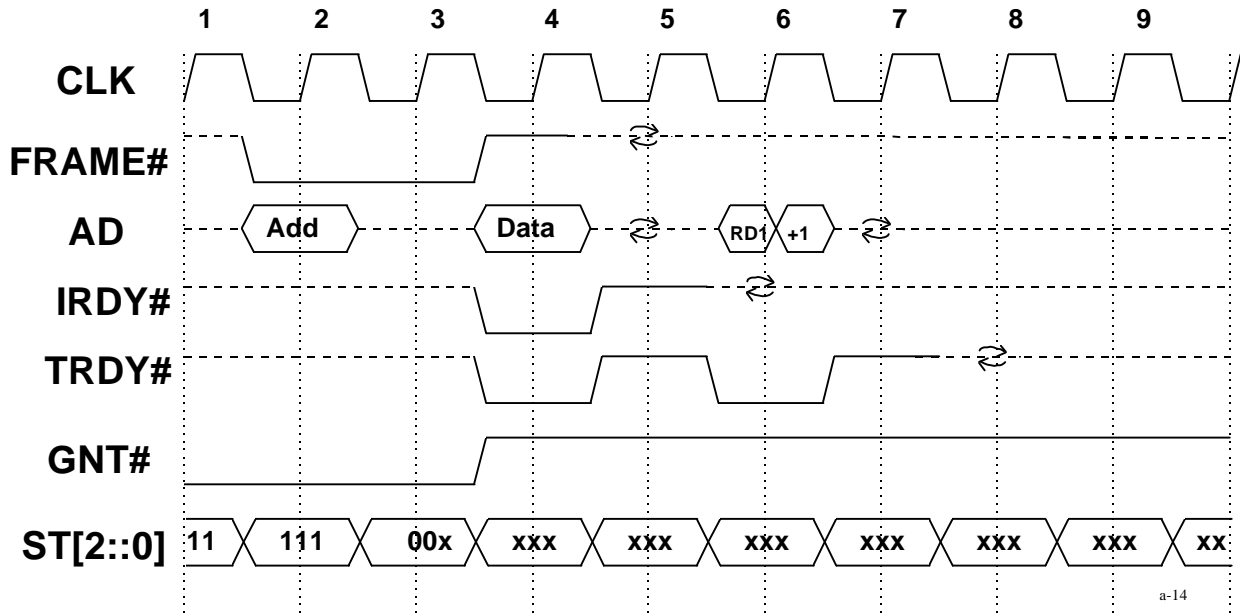 1 2 3 4 5 6 7 8 9
CLK
FRAME#
AD Add Data RD1 +1
IRDY#
TRDY#
GNT#
ST[2::0] 11 111 00x xxx xxx xxx xxx xxx xxx xx
a-14